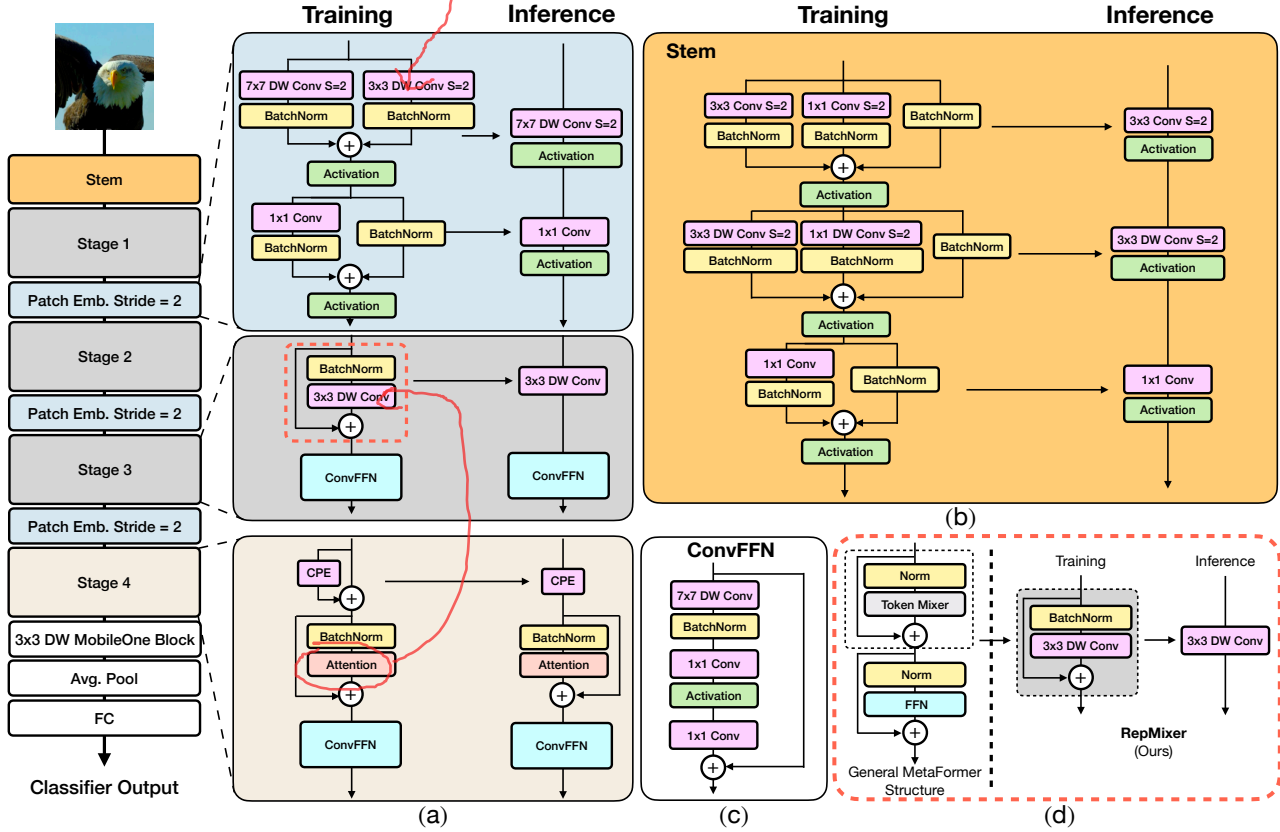 Training
Inference
Training
Inference
Stem
Stage 1
Patch Emb. Stride = 2
Stage 2
Patch Emb. Stride = 2
Stage 3
Patch Emb. Stride = 2
Stage 4
3x3 DW MobileOne Block
Avg. Pool
FC
Classifier Output
7x7 DW Conv S=2
3x3 DW Conv S=2
BatchNorm
BatchNorm
+
Activation
1x1 Conv
BatchNorm
BatchNorm
+
Activation
7x7 DW Conv S=2
Activation
1x1 Conv
Activation
BatchNorm
3x3 DW Conv
+
ConvFFN
3x3 DW Conv
ConvFFN
CPE
+
BatchNorm
Attention
+
ConvFFN
CPE
BatchNorm
Attention
+
ConvFFN
(a)
Stem
3x3 Conv S=2
1x1 Conv S=2
BatchNorm
BatchNorm
BatchNorm
+
Activation
3x3 DW Conv S=2
1x1 DW Conv S=2
BatchNorm
BatchNorm
BatchNorm
+
Activation
1x1 Conv
BatchNorm
BatchNorm
+
Activation
3x3 Conv S=2
Activation
3x3 DW Conv S=2
Activation
1x1 Conv
Activation
(b)
ConvFFN
7x7 DW Conv
BatchNorm
1x1 Conv
Activation
1x1 Conv
+
(c)
Norm
Token Mixer
+
Norm
FFN
+
General MetaFormer
Structure
Training
Inference
BatchNorm
3x3 DW Conv
+
3x3 DW Conv
RepMixer
(Ours)
(d)